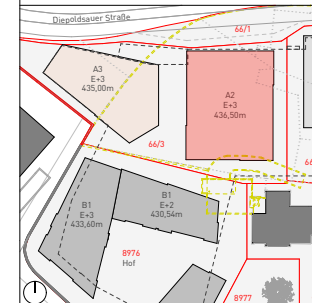 Diepoldsauer Straße
66/1
A3
E+3
435,00m
A2
E+3
436,50m
66/3
66
B1
E+3
433,60m
B1
E+2
430,54m
8976
Hof
8977